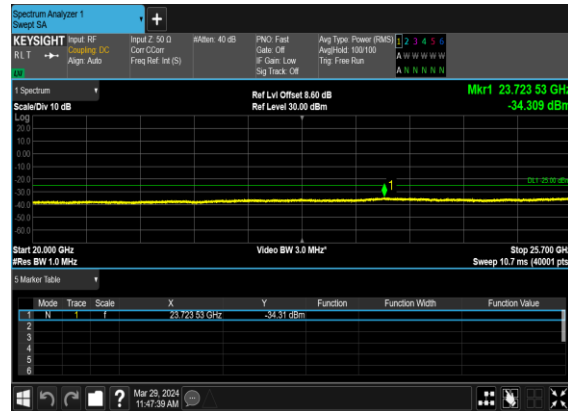 Spectrum Analyzer 1
Swept SA
+
KEYSIGHT Input: RF Input Z: 50 Ω #Atten: 40 dB PNO: Fast Avg Type: Power (RMS) 1 2 3 4 5 6
RLT Coupling: DC Corr CCorr Gate: Off Avg|Hold: 100/100 A W W W W W
Align: Auto Freq Ref: Int (S) IF Gain: Low Trig: Free Run
Sig Track: Off A N N N N N
1 Spectrum Ref Lvl Offset 8.60 dB Mkr1 23.723 53 GHz
Scale/Div 10 dB Ref Level 30.00 dBm -34.309 dBm
Log
20.0
10.0
0.00
-10.0
-20.0
DL1 -25.00 dBm
-30.0
1
-40.0
-50.0
-60.0
Start 20.000 GHz Video BW 3.0 MHz* Stop 25.700 GHz
#Res BW 1.0 MHz Sweep 10.7 ms (40001 pts)
5 Marker Table
Mode Trace Scale X Y Function Function Width Function Value
1 N 1 f 23.723 53 GHz -34.31 dBm
2
3
4
5
6
? Mar 29, 2024
11:47:39 AM